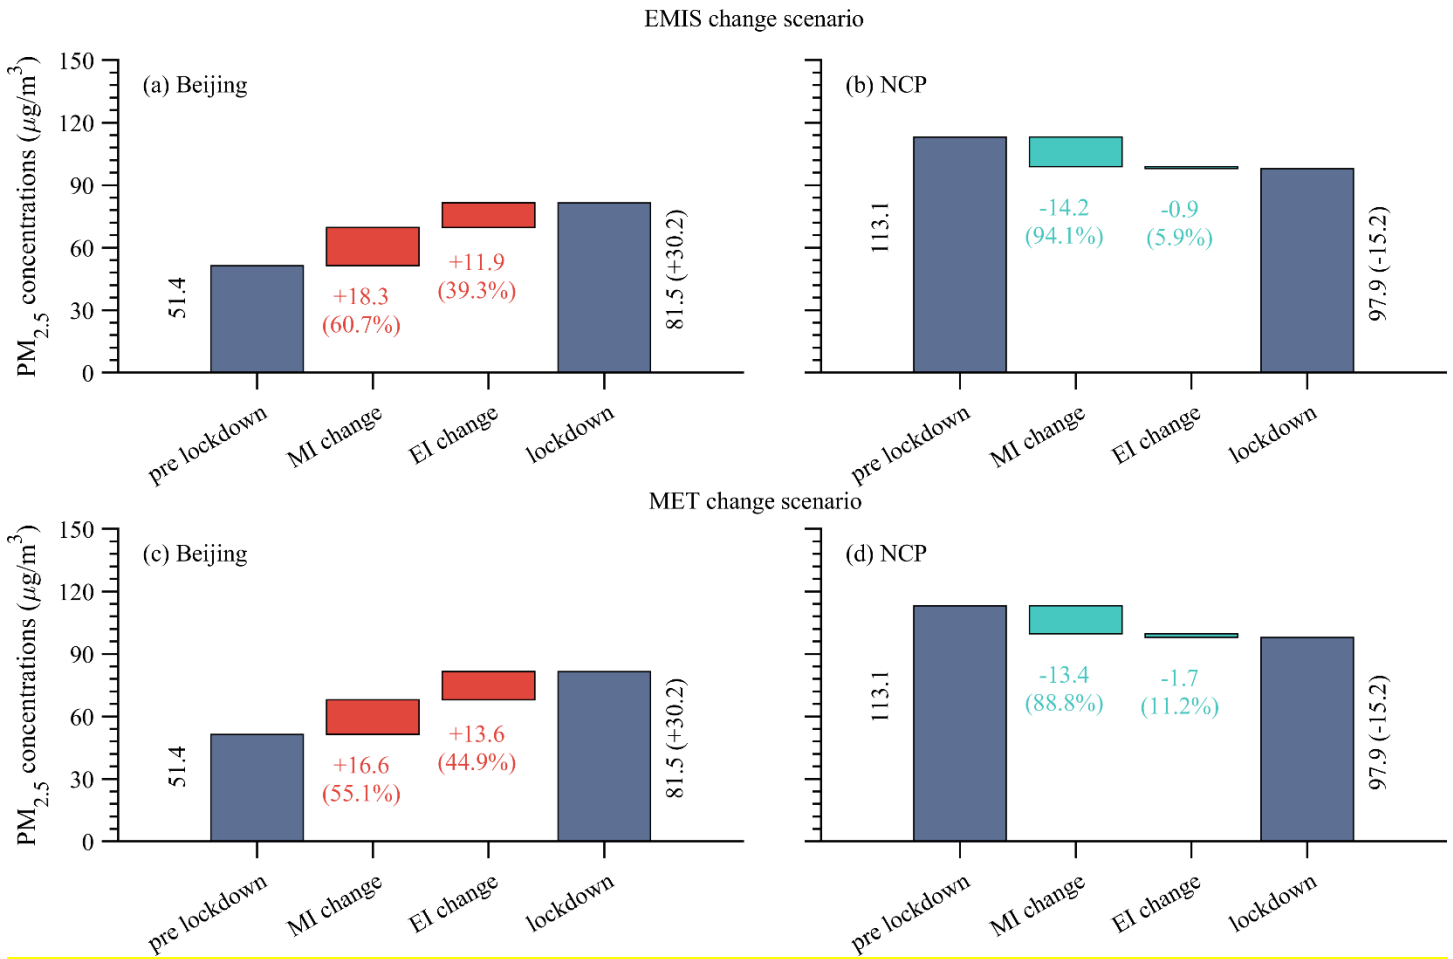 EMIS change scenario
PM2.5 concentrations (μg/m3)
150
120
90
60
30
0
(a) Beijing
51.4
+18.3
(60.7%)
+11.9
(39.3%)
81.5 (+30.2)
pre lockdown
MI change
EI change
lockdown
(b) NCP
113.1
-14.2
(94.1%)
-0.9
(5.9%)
97.9 (-15.2)
pre lockdown
MI change
EI change
lockdown
MET change scenario
PM2.5 concentrations (μg/m3)
150
120
90
60
30
0
(c) Beijing
51.4
+16.6
(55.1%)
+13.6
(44.9%)
81.5 (+30.2)
pre lockdown
MI change
EI change
lockdown
(d) NCP
113.1
-13.4
(88.8%)
-1.7
(11.2%)
97.9 (-15.2)
pre lockdown
MI change
EI change
lockdown